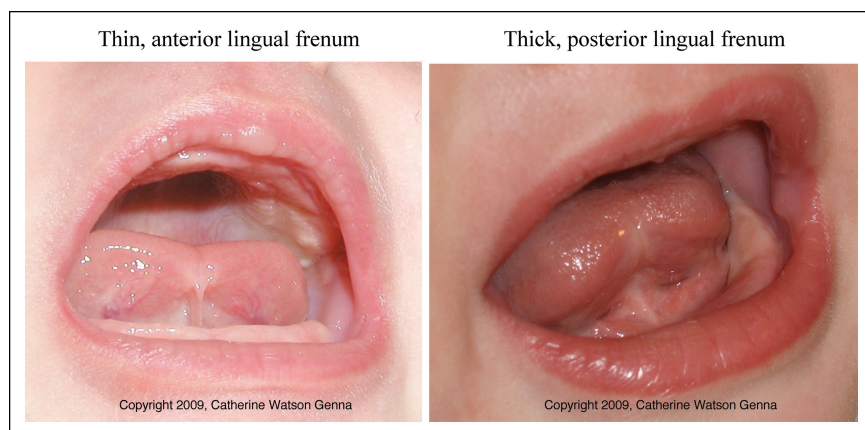 Thin, anterior lingual frenum
Thick, posterior lingual frenum
Copyright 2009, Catherine Watson Genna
Copyright 2009, Catherine Watson Genna